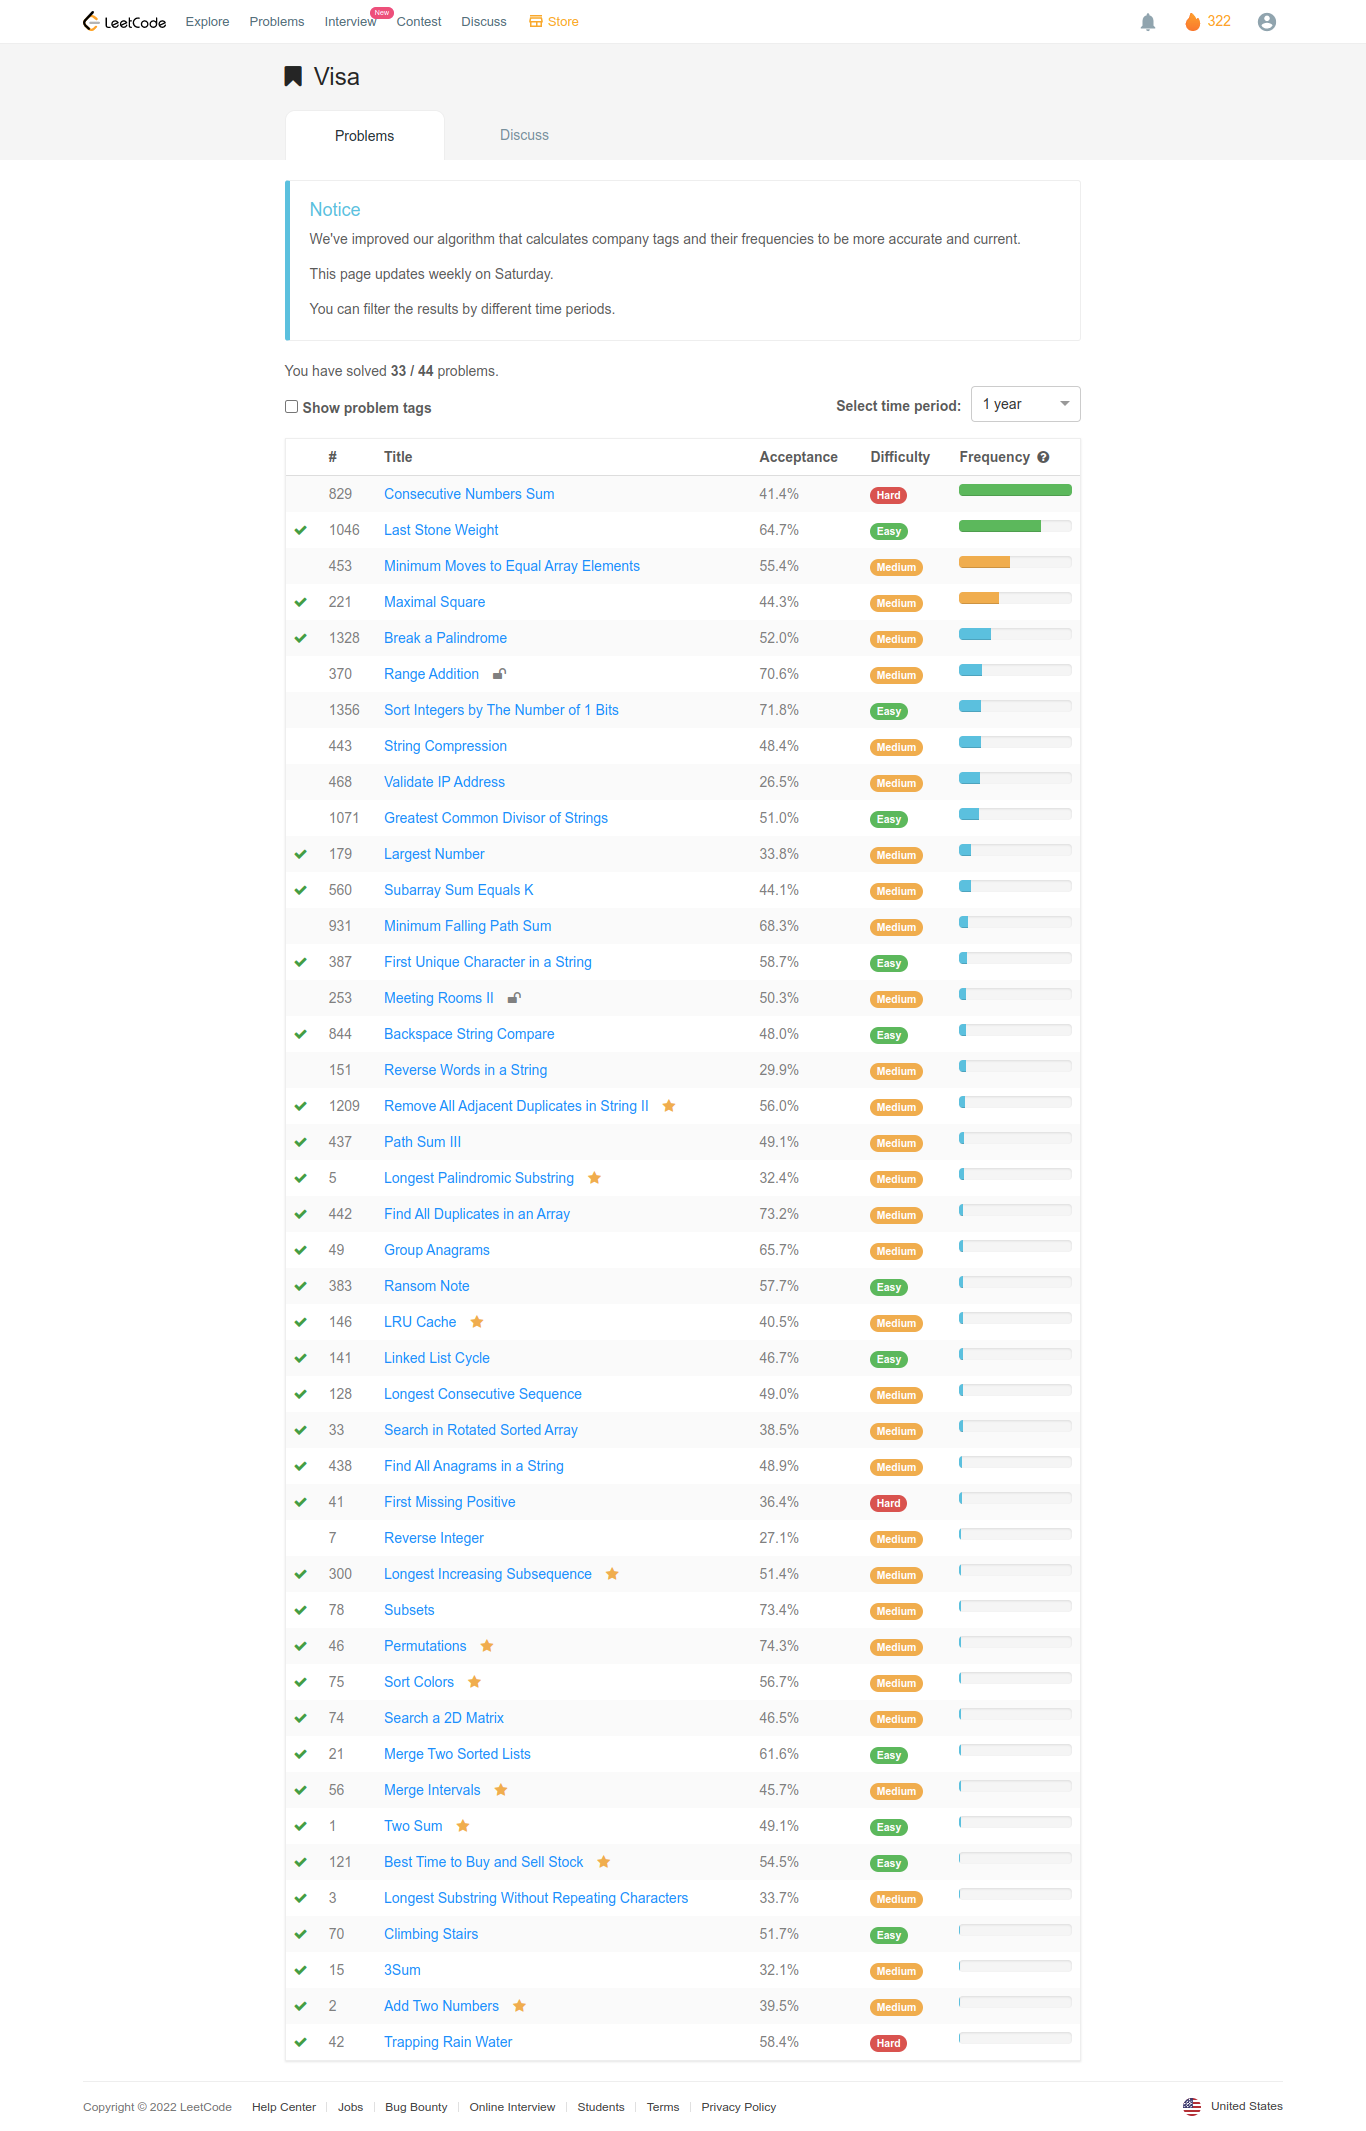 LeetCode Explore Problems Interview New Contest Discuss Store 322
Visa
Problems Discuss
Notice
We've improved our algorithm that calculates company tags and their frequencies to be more accurate and current.
This page updates weekly on Saturday.
You can filter the results by different time periods.
You have solved 33 / 44 problems.
Show problem tags Select time period: 1 year
# Title Acceptance Difficulty Frequency
829 Consecutive Numbers Sum 41.4% Hard
1046 Last Stone Weight 64.7% Easy
453 Minimum Moves to Equal Array Elements 55.4% Medium
221 Maximal Square 44.3% Medium
1328 Break a Palindrome 52.0% Medium
370 Range Addition 70.6% Medium
1356 Sort Integers by The Number of 1 Bits 71.8% Easy
443 String Compression 48.4% Medium
468 Validate IP Address 26.5% Medium
1071 Greatest Common Divisor of Strings 51.0% Easy
179 Largest Number 33.8% Medium
560 Subarray Sum Equals K 44.1% Medium
931 Minimum Falling Path Sum 68.3% Medium
387 First Unique Character in a String 58.7% Easy
253 Meeting Rooms II 50.3% Medium
844 Backspace String Compare 48.0% Easy
151 Reverse Words in a String 29.9% Medium
1209 Remove All Adjacent Duplicates in String II 56.0% Medium
437 Path Sum III 49.1% Medium
5 Longest Palindromic Substring 32.4% Medium
442 Find All Duplicates in an Array 73.2% Medium
49 Group Anagrams 65.7% Medium
383 Ransom Note 57.7% Easy
146 LRU Cache 40.5% Medium
141 Linked List Cycle 46.7% Easy
128 Longest Consecutive Sequence 49.0% Medium
33 Search in Rotated Sorted Array 38.5% Medium
438 Find All Anagrams in a String 48.9% Medium
41 First Missing Positive 36.4% Hard
7 Reverse Integer 27.1% Medium
300 Longest Increasing Subsequence 51.4% Medium
78 Subsets 73.4% Medium
46 Permutations 74.3% Medium
75 Sort Colors 56.7% Medium
74 Search a 2D Matrix 46.5% Medium
21 Merge Two Sorted Lists 61.6% Easy
56 Merge Intervals 45.7% Medium
1 Two Sum 49.1% Easy
121 Best Time to Buy and Sell Stock 54.5% Easy
3 Longest Substring Without Repeating Characters 33.7% Medium
70 Climbing Stairs 51.7% Easy
15 3Sum 32.1% Medium
2 Add Two Numbers 39.5% Medium
42 Trapping Rain Water 58.4% Hard
Copyright © 2022 LeetCode Help Center Jobs Bug Bounty Online Interview Students Terms Privacy Policy United States